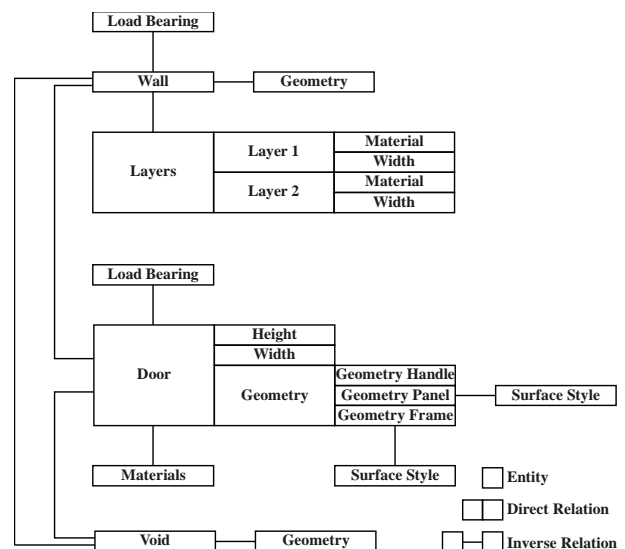 Load Bearing
Wall
Geometry
Layers
Layer 1
Material
Width
Layer 2
Material
Width
Load Bearing
Door
Height
Width
Geometry
Geometry Handle
Geometry Panel
Geometry Frame
Surface Style
Materials
Surface Style
Void
Geometry
Entity
Direct Relation
Inverse Relation